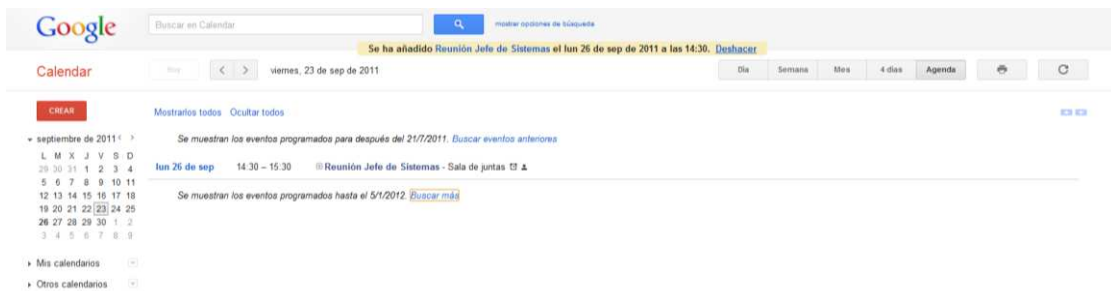 Google
Buscar en Calendar
mostrar opciones de búsqueda
Se ha añadido Reunión Jefe de Sistemas el lun 26 de sep de 2011 a las 14:30. Deshacer
Calendar
Hoy
viernes, 23 de sep de 2011
Día Semana Mes 4 días Agenda
CREAR
Mostrarlos todos Ocultar todos
septiembre de 2011
Se muestran los eventos programados para después del 21/7/2011. Buscar eventos anteriores
L M X J V S D
29 30 31 1 2 3 4
lun 26 de sep 14:30 – 15:30 Reunión Jefe de Sistemas - Sala de juntas
5 6 7 8 9 10 11
12 13 14 15 16 17 18
Se muestran los eventos programados hasta el 5/1/2012. Buscar más
19 20 21 22 23 24 25
26 27 28 29 30 1 2
3 4 5 6 7 8 9
Mis calendarios
Otros calendarios